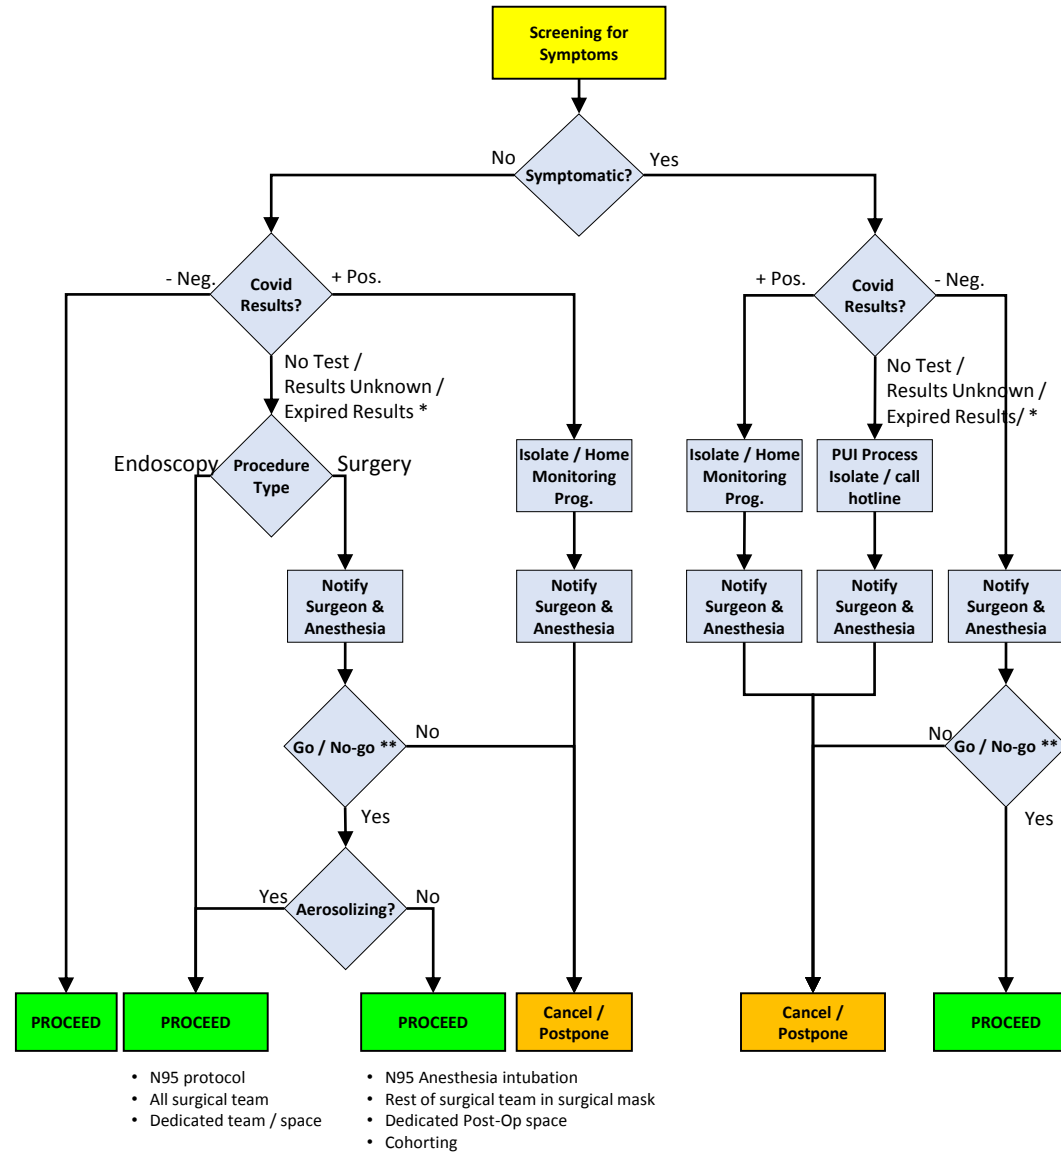 Screening for
Symptoms
No
Yes
Symptomatic?
- Neg.
+ Pos.
Covid
Results?
+ Pos.
- Neg.
Covid
Results?
No Test /
Results Unknown /
Expired Results *
No Test /
Results Unknown /
Expired Results/ *
Endoscopy
Procedure
Type
Surgery
Isolate / Home
Monitoring
Prog.
Isolate / Home
Monitoring
Prog.
PUI Process
Isolate / call
hotline
Notify
Surgeon &
Anesthesia
Notify
Surgeon &
Anesthesia
Notify
Surgeon &
Anesthesia
Notify
Surgeon &
Anesthesia
Notify
Surgeon &
Anesthesia
Go / No-go **
No
No
Go / No-go **
Yes
Yes
Yes
Aerosolizing?
No
PROCEED
PROCEED
PROCEED
Cancel /
Postpone
Cancel /
Postpone
PROCEED
• N95 protocol
• All surgical team
• Dedicated team / space
• N95 Anesthesia intubation
• Rest of surgical team in surgical mask
• Dedicated Post-Op space
• Cohorting